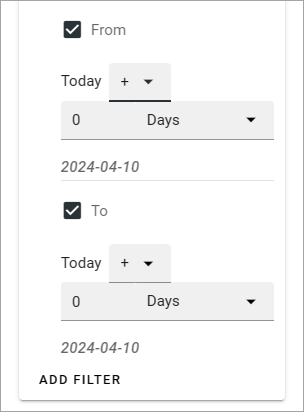 From
Today + 
0 Days
2024-04-10
To
Today +
0 Days
2024-04-10
ADD FILTER